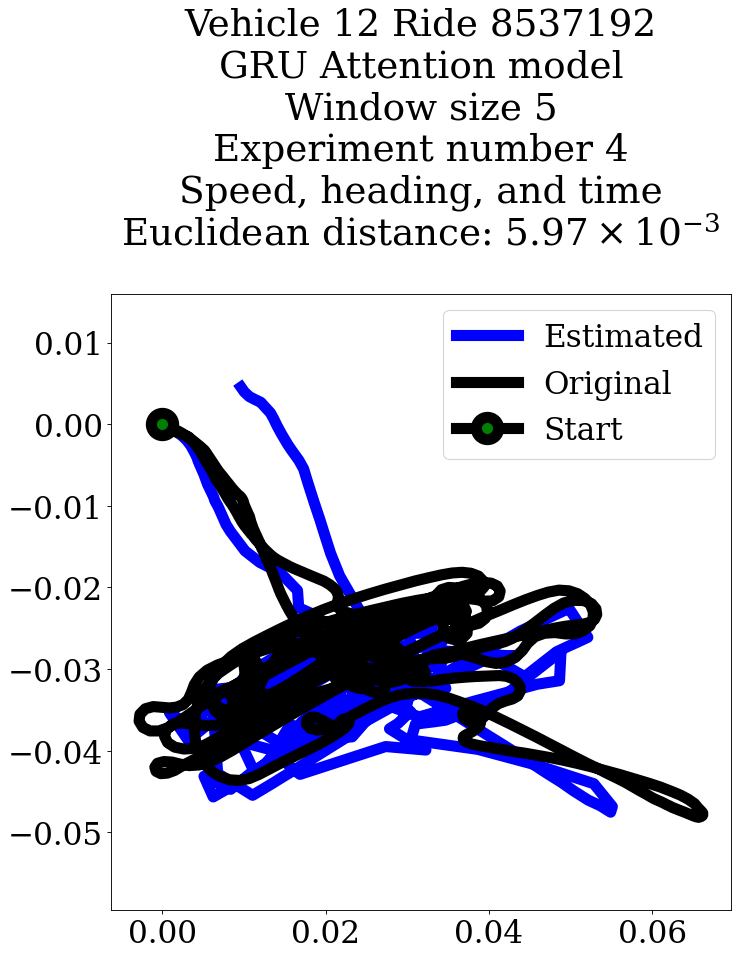 Vehicle 12 Ride 8537192
GRU Attention model
Window size 5
Experiment number 4
Speed, heading, and time
Euclidean distance: 5.97 × 10⁻³
Estimated
Original
Start
0.01
0.00
−0.01
−0.02
−0.03
−0.04
−0.05
0.00 0.02 0.04 0.06